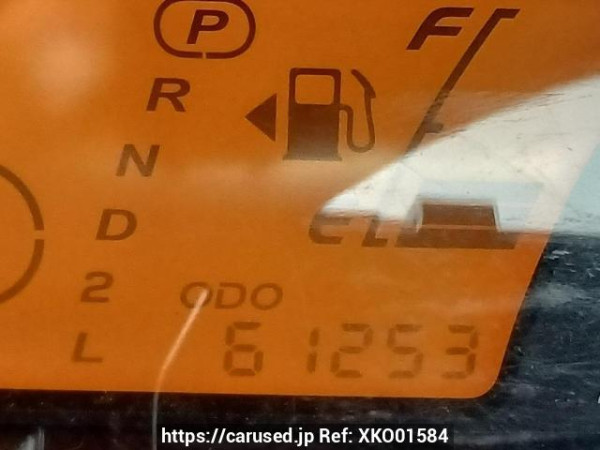 P
F
R
N
D
E
2
ODO
L
61253
https://carused.jp Ref: XKO01584